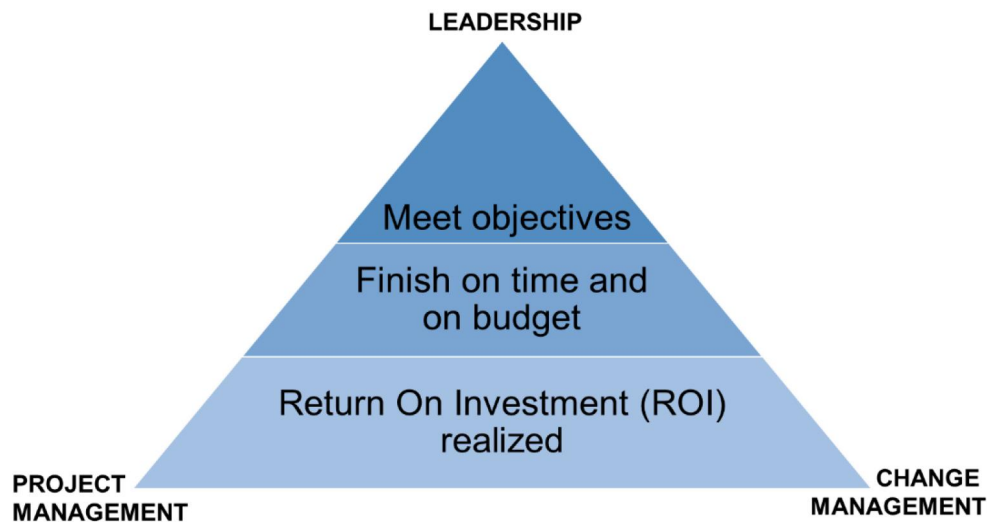 LEADERSHIP
Meet objectives
Finish on time and
on budget
Return On Investment (ROI)
realized
PROJECT
MANAGEMENT
CHANGE
MANAGEMENT